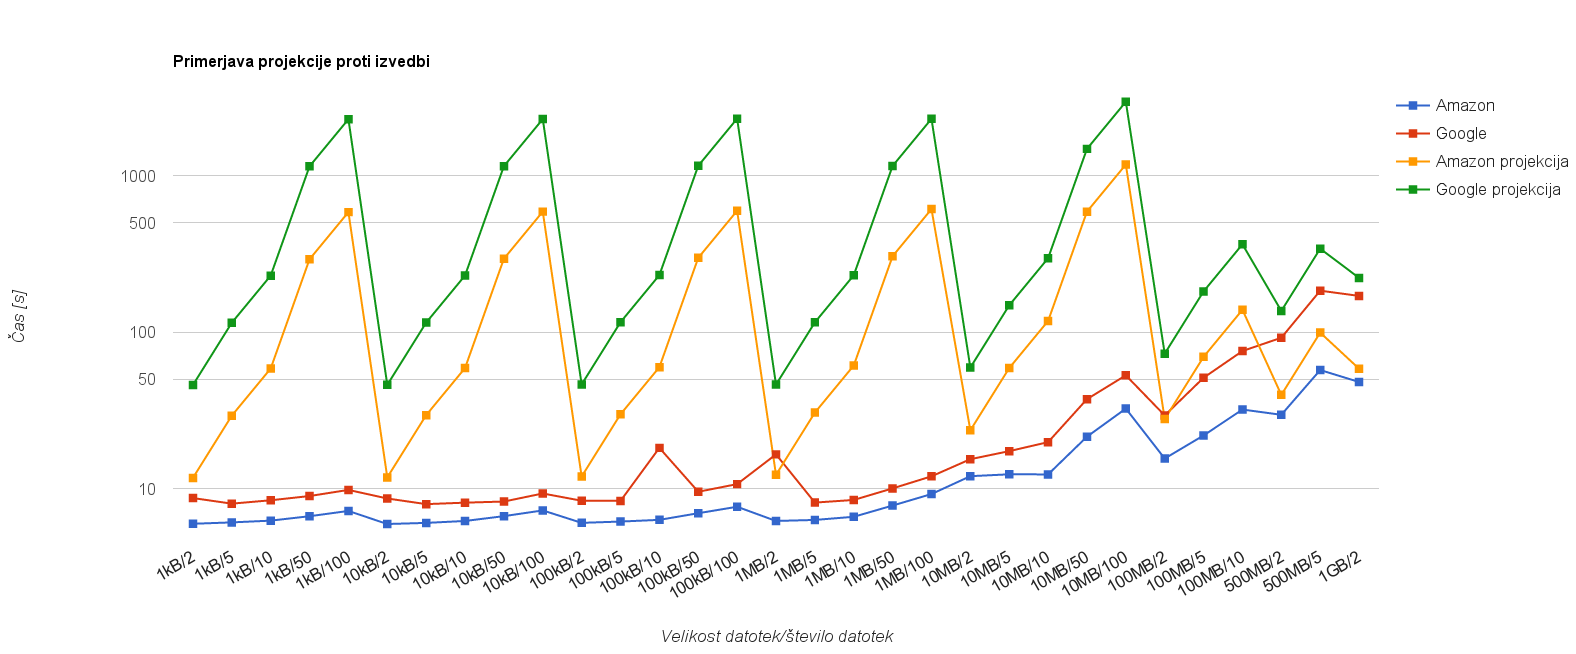 Primerjava projekcije proti izvedbi
Amazon
Google
Amazon projekcija
Google projekcija
Čas [s]
1000
500
100
50
10
1kB/2
1kB/5
1kB/10
1kB/50
1kB/100
10kB/2
10kB/5
10kB/10
10kB/50
10kB/100
100kB/2
100kB/5
100kB/10
100kB/50
100kB/100
1MB/2
1MB/5
1MB/10
1MB/50
1MB/100
10MB/2
10MB/5
10MB/10
10MB/50
10MB/100
100MB/2
100MB/5
100MB/10
500MB/2
500MB/5
1GB/2
Velikost datotek/število datotek